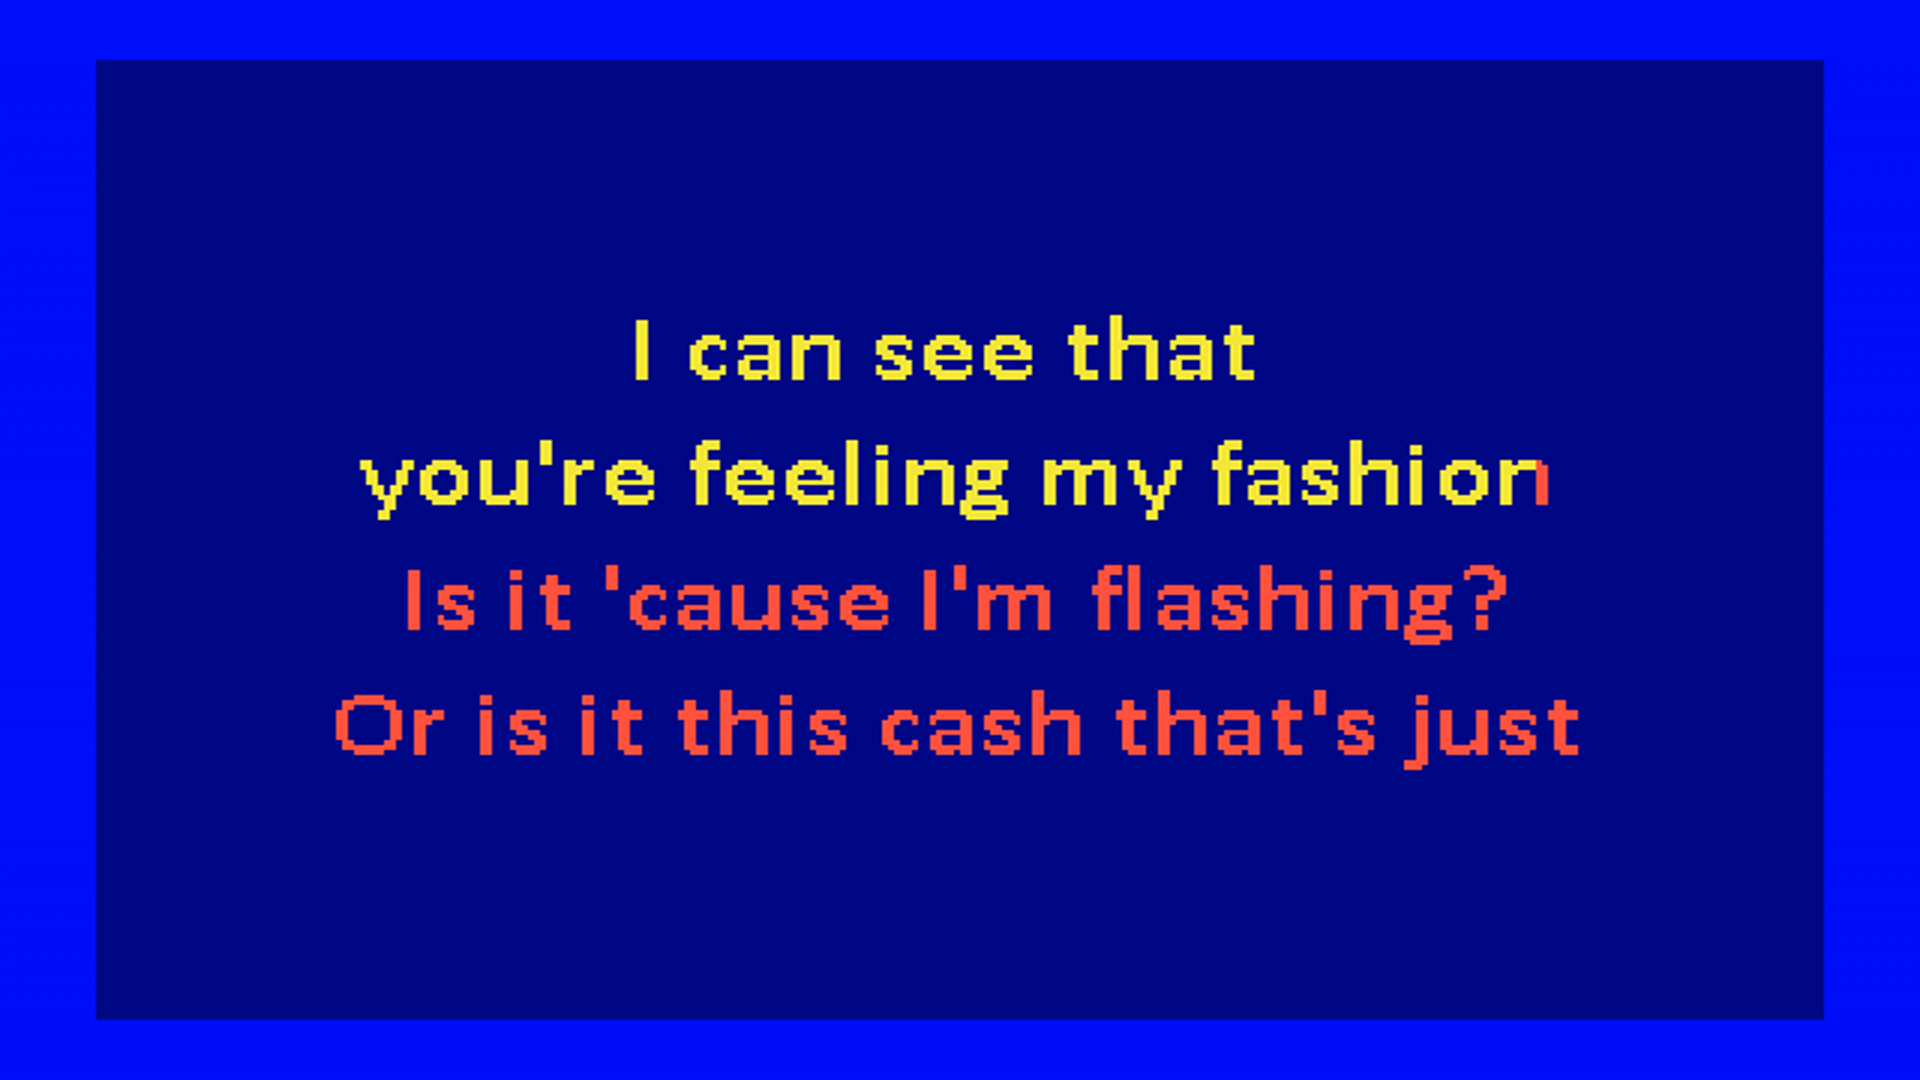 I can see that
you're feeling my fashion
Is it 'cause I'm flashing?
Or is it this cash that's just